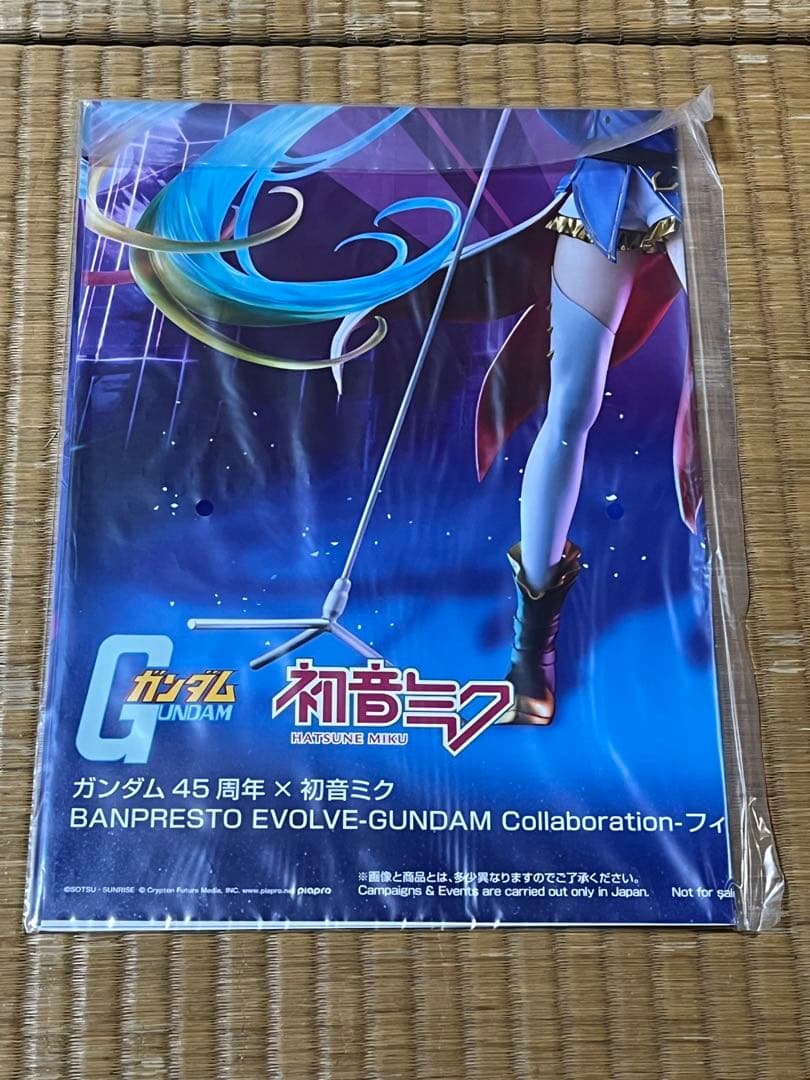 G
ガンダム
GUNDAM
初音ミク
HATSUNE MIKU
ガンダム 45 周年 × 初音ミク
BANPRESTO EVOLVE-GUNDAM Collaboration-フィ
※画像と商品とは、多少異なりますのでご了承ください。
©SOTSU・SUNRISE © Crypton Future Media, INC. www.piapro.net piapro
Campaigns & Events are carried out only in Japan. Not for sal